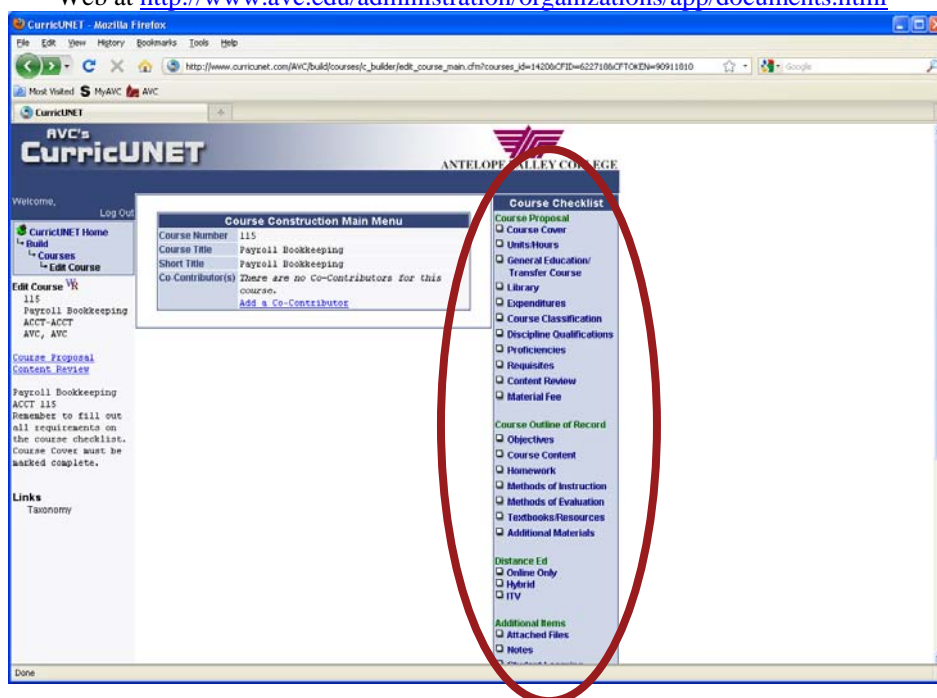 Web at http://www.avc.edu/administration/organizations/app/documents.html
CurricUNET - Mozilla Firefox
File Edit View History Bookmarks Tools Help
http://www.curricunet.com/AVC/build/courses/c_builder/edit_course_main.cfm?courses_id=1420&CFID=622718&CFTOKEN=90911810
Google
Most Visited MyAVC AVC
CurricUNET
AVC's
CurricUNET
ANTELOPE VALLEY COLLEGE
Welcome,
Log Out
CurricUNET Home
Build
Courses
Edit Course
Edit Course WR
115
Payroll Bookkeeping
ACCT-ACCT
AVC, AVC
Course Proposal
Content Review
Payroll Bookkeeping
ACCT 115
Remember to fill out
all requirements on
the course checklist.
Course Cover must be
marked complete.
Links
Taxonomy
Course Construction Main Menu
Course Number 115
Course Title Payroll Bookkeeping
Short Title Payroll Bookkeeping
Co-Contributor(s) There are no Co-Contributors for this
course.
Add a Co-Contributor
Course Checklist
Course Proposal
Course Cover
Units/Hours
General Education/
Transfer Course
Library
Expenditures
Course Classification
Discipline Qualifications
Proficiencies
Requisites
Content Review
Material Fee
Course Outline of Record
Objectives
Course Content
Homework
Methods of Instruction
Methods of Evaluation
Textbooks/Resources
Additional Materials
Distance Ed
Online Only
Hybrid
ITV
Additional Items
Attached Files
Notes
Student Learning
Done